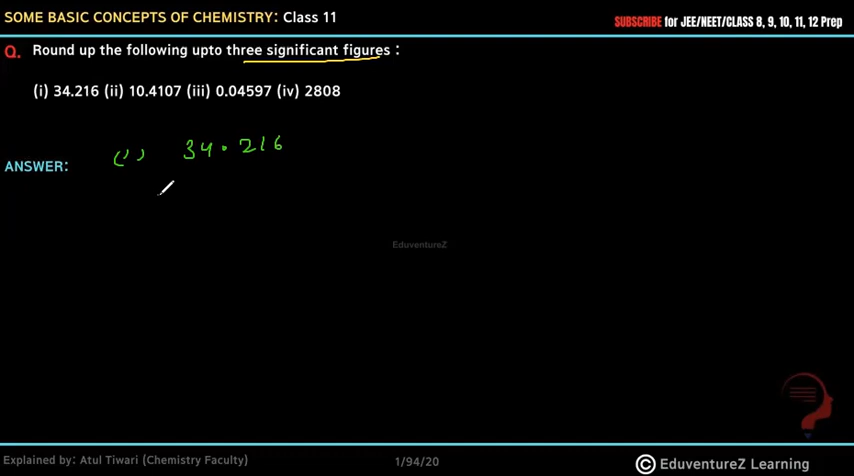 SOME BASIC CONCEPTS OF CHEMISTRY: Class 11
SUBSCRIBE for JEE/NEET/CLASS 8, 9, 10, 11, 12 Prep
Q. Round up the following upto three significant figures :
(i) 34.216 (ii) 10.4107 (iii) 0.04597 (iv) 2808
(i) 34.216
ANSWER:
EduventureZ
Explained by: Atul Tiwari (Chemistry Faculty)
1/94/20
© EduventureZ Learning